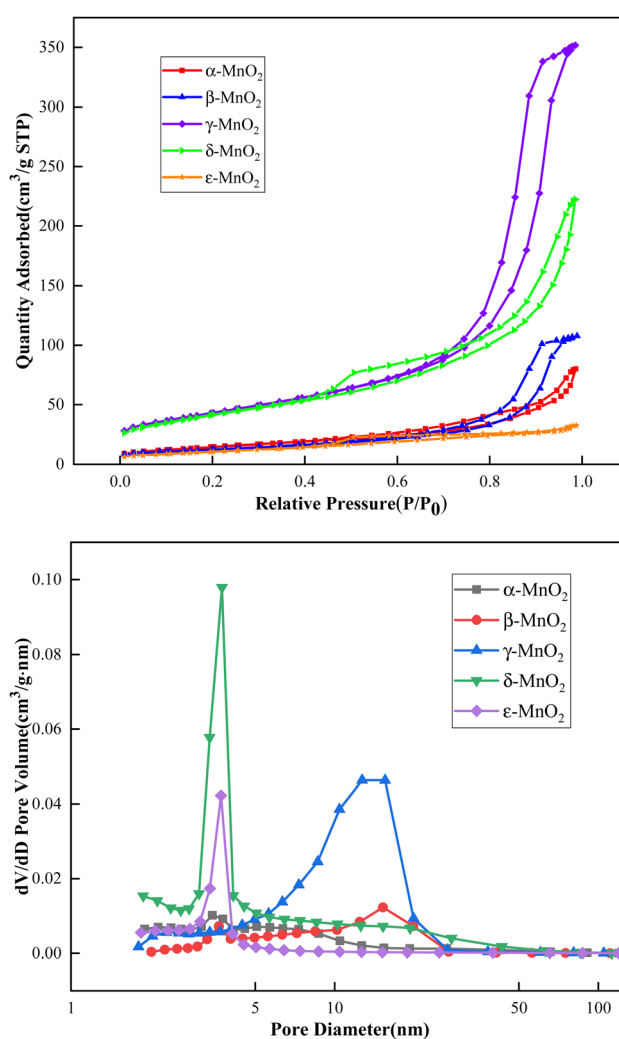 350
300
250
200
150
100
50
0
Quantity Adsorbed(cm³/g STP)
α-MnO₂
β-MnO₂
γ-MnO₂
δ-MnO₂
ε-MnO₂
0.0 0.2 0.4 0.6 0.8 1.0
Relative Pressure(P/P₀)
0.10
0.08
0.06
0.04
0.02
0.00
dV/dD Pore Volume(cm³/g·nm)
α-MnO₂
β-MnO₂
γ-MnO₂
δ-MnO₂
ε-MnO₂
1 5 10 50 100
Pore Diameter(nm)